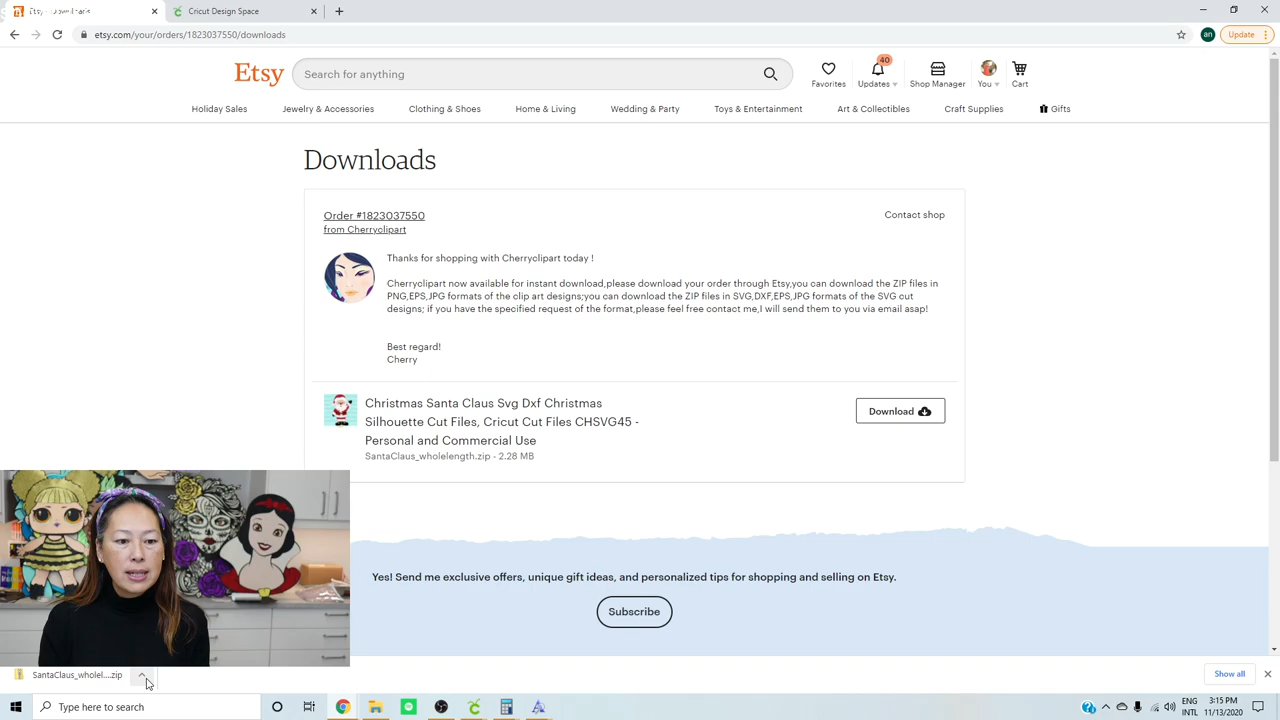 Cricut Design Space
etsy.com/your/orders/1823037550/downloads
an
Update
Etsy
Search for anything
Favorites
40
Updates
Shop Manager
You
Cart
Holiday Sales
Jewelry & Accessories
Clothing & Shoes
Home & Living
Wedding & Party
Toys & Entertainment
Art & Collectibles
Craft Supplies
Gifts
Downloads
Order #1823037550
from Cherryclipart
Contact shop
Thanks for shopping with Cherryclipart today !
Cherryclipart now available for instant download,please download your order through Etsy,you can download the ZIP files in
PNG,EPS,JPG formats of the clip art designs;you can download the ZIP files in SVG,DXF,EPS,JPG formats of the SVG cut
designs; if you have the specified request of the format,please feel free contact me,I will send them to you via email asap!
Best regard!
Cherry
Christmas Santa Claus Svg Dxf Christmas
Silhouette Cut Files, Cricut Cut Files CHSVG45 -
Personal and Commercial Use
SantaClaus_wholelength.zip - 2.28 MB
Download
Yes! Send me exclusive offers, unique gift ideas, and personalized tips for shopping and selling on Etsy.
Subscribe
SantaClaus_wholel....zip
Show all
Type here to search
ENG
INTL
3:15 PM
11/13/2020